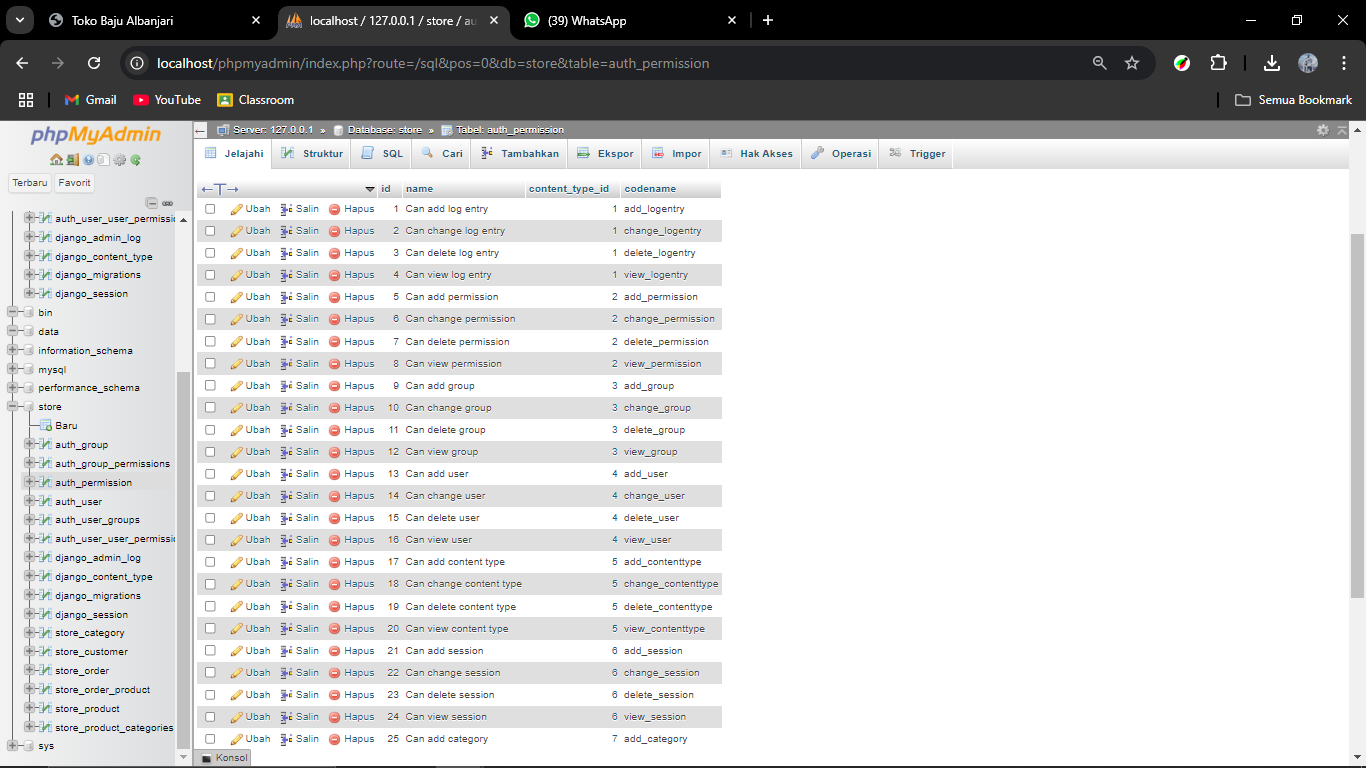 Toko Baju Albanjari
localhost / 127.0.0.1 / store / au
(39) WhatsApp
localhost/phpmyadmin/index.php?route=/sql&pos=0&db=store&table=auth_permission
Gmail YouTube Classroom Semua Bookmark
phpMyAdmin
Terbaru Favorit
auth_user_user_permissio
django_admin_log
django_content_type
django_migrations
django_session
bin
data
information_schema
mysql
performance_schema
store
Baru
auth_group
auth_group_permissions
auth_permission
auth_user
auth_user_groups
auth_user_user_permissio
django_admin_log
django_content_type
django_migrations
django_session
store_category
store_customer
store_order
store_order_product
store_product
store_product_categories
sys
Server: 127.0.0.1 » Database: store » Tabel: auth_permission
Jelajahi Struktur SQL Cari Tambahkan Ekspor Impor Hak Akses Operasi Trigger
←T→ id name content_type_id codename
Ubah Salin Hapus 1 Can add log entry 1 add_logentry
Ubah Salin Hapus 2 Can change log entry 1 change_logentry
Ubah Salin Hapus 3 Can delete log entry 1 delete_logentry
Ubah Salin Hapus 4 Can view log entry 1 view_logentry
Ubah Salin Hapus 5 Can add permission 2 add_permission
Ubah Salin Hapus 6 Can change permission 2 change_permission
Ubah Salin Hapus 7 Can delete permission 2 delete_permission
Ubah Salin Hapus 8 Can view permission 2 view_permission
Ubah Salin Hapus 9 Can add group 3 add_group
Ubah Salin Hapus 10 Can change group 3 change_group
Ubah Salin Hapus 11 Can delete group 3 delete_group
Ubah Salin Hapus 12 Can view group 3 view_group
Ubah Salin Hapus 13 Can add user 4 add_user
Ubah Salin Hapus 14 Can change user 4 change_user
Ubah Salin Hapus 15 Can delete user 4 delete_user
Ubah Salin Hapus 16 Can view user 4 view_user
Ubah Salin Hapus 17 Can add content type 5 add_contenttype
Ubah Salin Hapus 18 Can change content type 5 change_contenttype
Ubah Salin Hapus 19 Can delete content type 5 delete_contenttype
Ubah Salin Hapus 20 Can view content type 5 view_contenttype
Ubah Salin Hapus 21 Can add session 6 add_session
Ubah Salin Hapus 22 Can change session 6 change_session
Ubah Salin Hapus 23 Can delete session 6 delete_session
Ubah Salin Hapus 24 Can view session 6 view_session
Ubah Salin Hapus 25 Can add category 7 add_category
Konsol